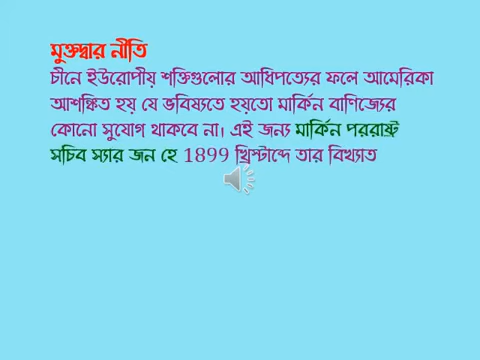 মুক্তদ্বার নীতি
চীনে ইউরোপীয় শক্তিগুলোর আধিপত্যের ফলে আমেরিকা
আশঙ্কিত হয় যে ভবিষ্যতে হয়তো মার্কিন বাণিজ্যের
কোনো সুযোগ থাকবে না। এই জন্য মার্কিন পররাষ্ট্র
সচিব স্যার জন হে 1899 খ্রিস্টাব্দে তার বিখ্যাত